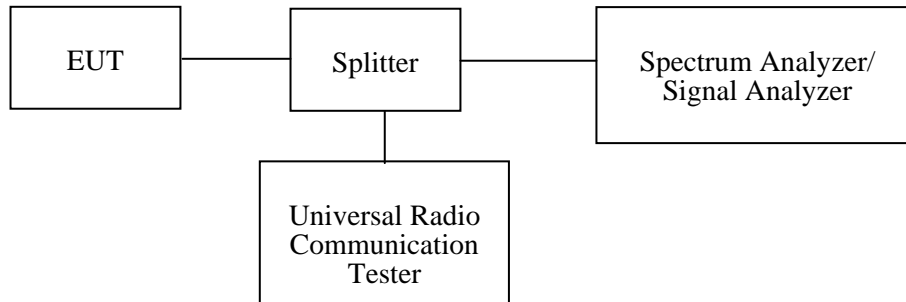 EUT
Splitter
Spectrum Analyzer/
Signal Analyzer
Universal Radio
Communication
Tester